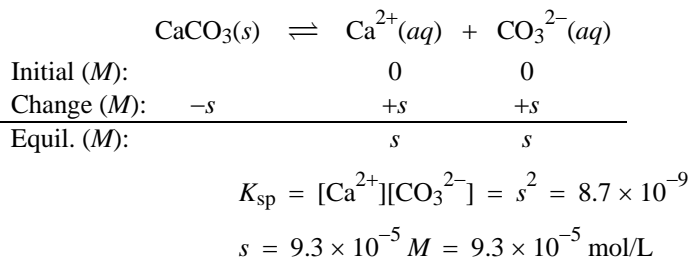 CaCO₃(s) ⇌ Ca²⁺(aq) + CO₃²⁻(aq)
Initial (M): 0 0
Change (M): −s +s +s
Equil. (M): s s
Kₛₚ = [Ca²⁺][CO₃²⁻] = s² = 8.7 × 10⁻⁹
s = 9.3 × 10⁻⁵ M = 9.3 × 10⁻⁵ mol/L